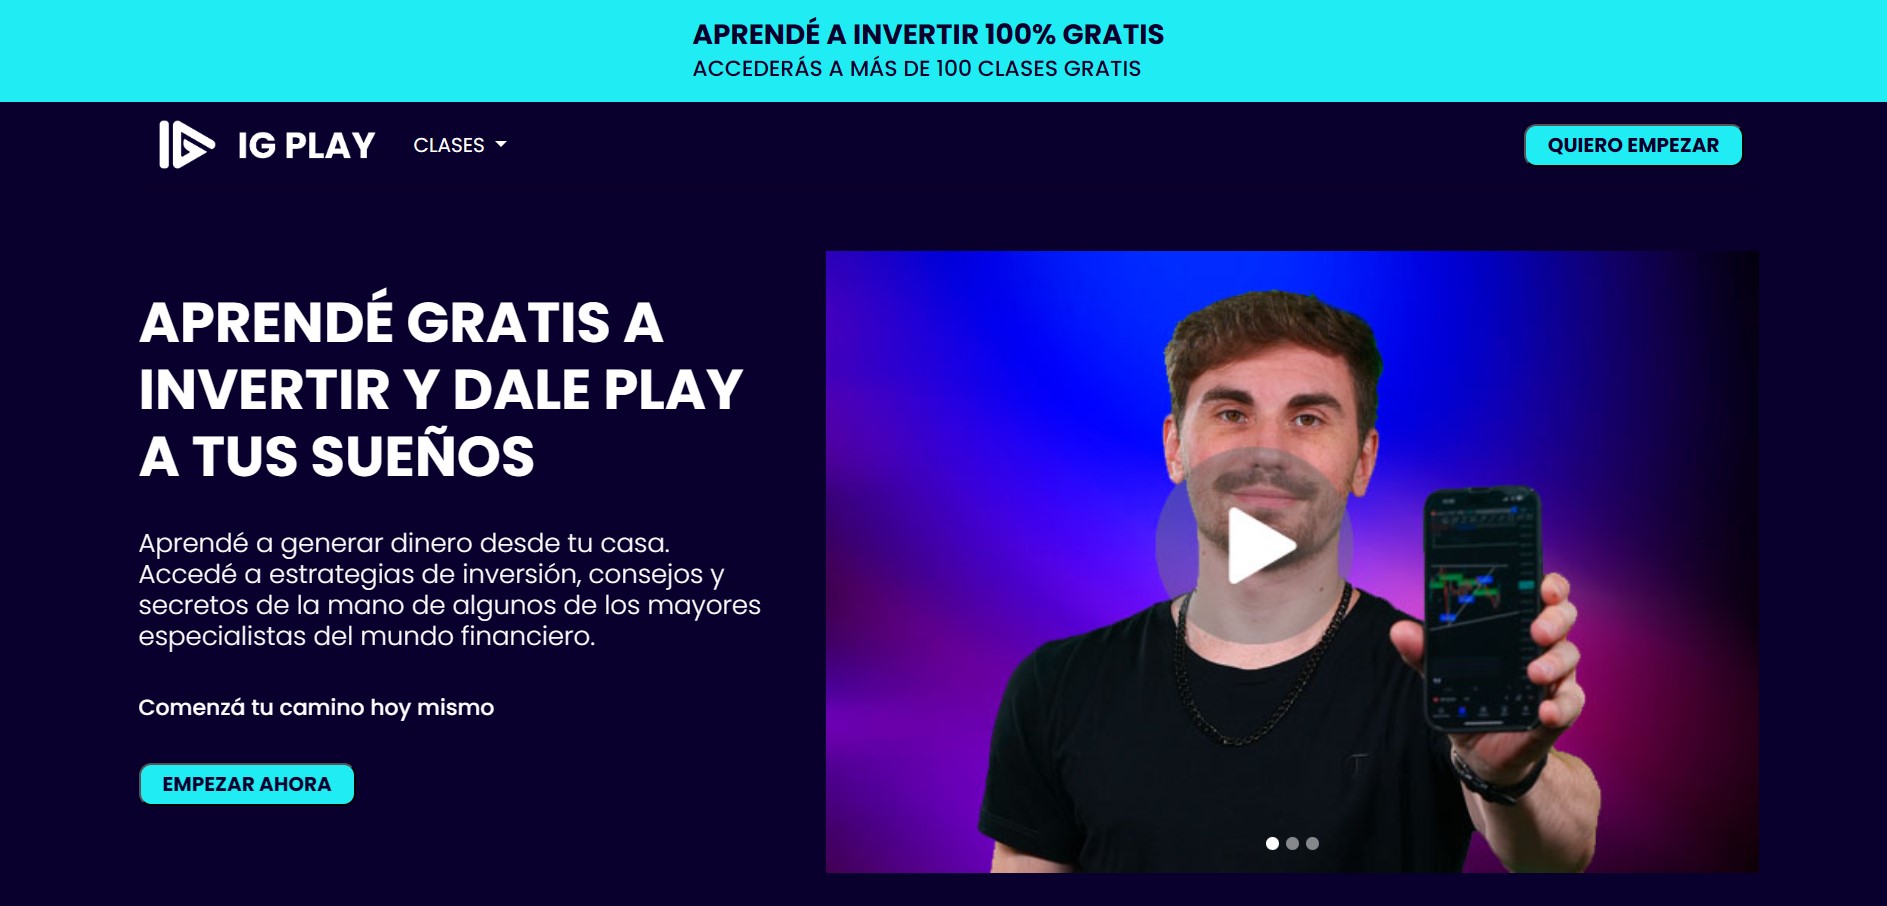 APRENDÉ A INVERTIR 100% GRATIS
ACCEDERÁS A MÁS DE 100 CLASES GRATIS
IG PLAY
CLASES
QUIERO EMPEZAR
APRENDÉ GRATIS A
INVERTIR Y DALE PLAY
A TUS SUEÑOS
Aprendé a generar dinero desde tu casa.
Accedé a estrategias de inversión, consejos y
secretos de la mano de algunos de los mayores
especialistas del mundo financiero.
Comenzá tu camino hoy mismo
EMPEZAR AHORA